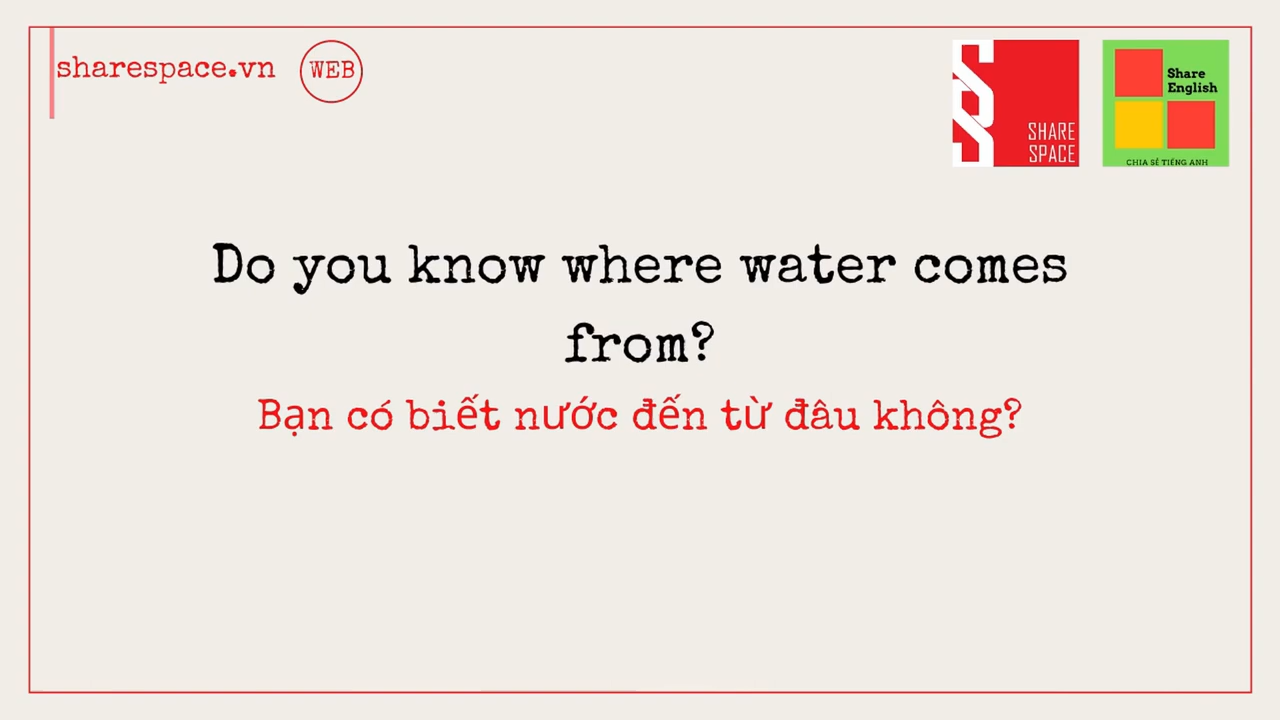 sharespace.vn
WEB
SHARE
SPACE
Share
English
CHIA SẺ TIẾNG ANH
Do you know where water comes
from?
Bạn có biết nước đến từ đâu không?